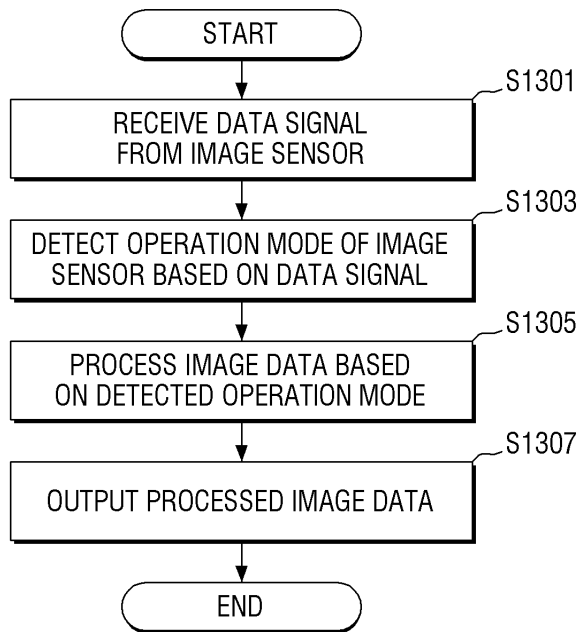 START
S1301
RECEIVE DATA SIGNAL
FROM IMAGE SENSOR
S1303
DETECT OPERATION MODE OF IMAGE
SENSOR BASED ON DATA SIGNAL
S1305
PROCESS IMAGE DATA BASED
ON DETECTED OPERATION MODE
S1307
OUTPUT PROCESSED IMAGE DATA
END